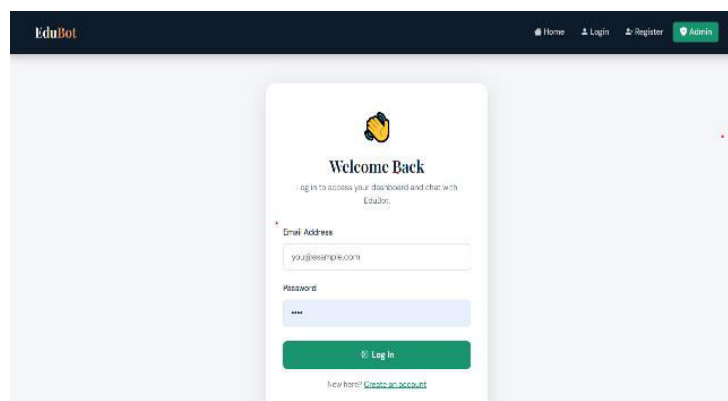 EduBot
Home Login Register Admin
Welcome Back
Log in to access your dashboard and chat with
EduBot.
Email Address
you@example.com
Password
••••
Log In
New here? Create an account